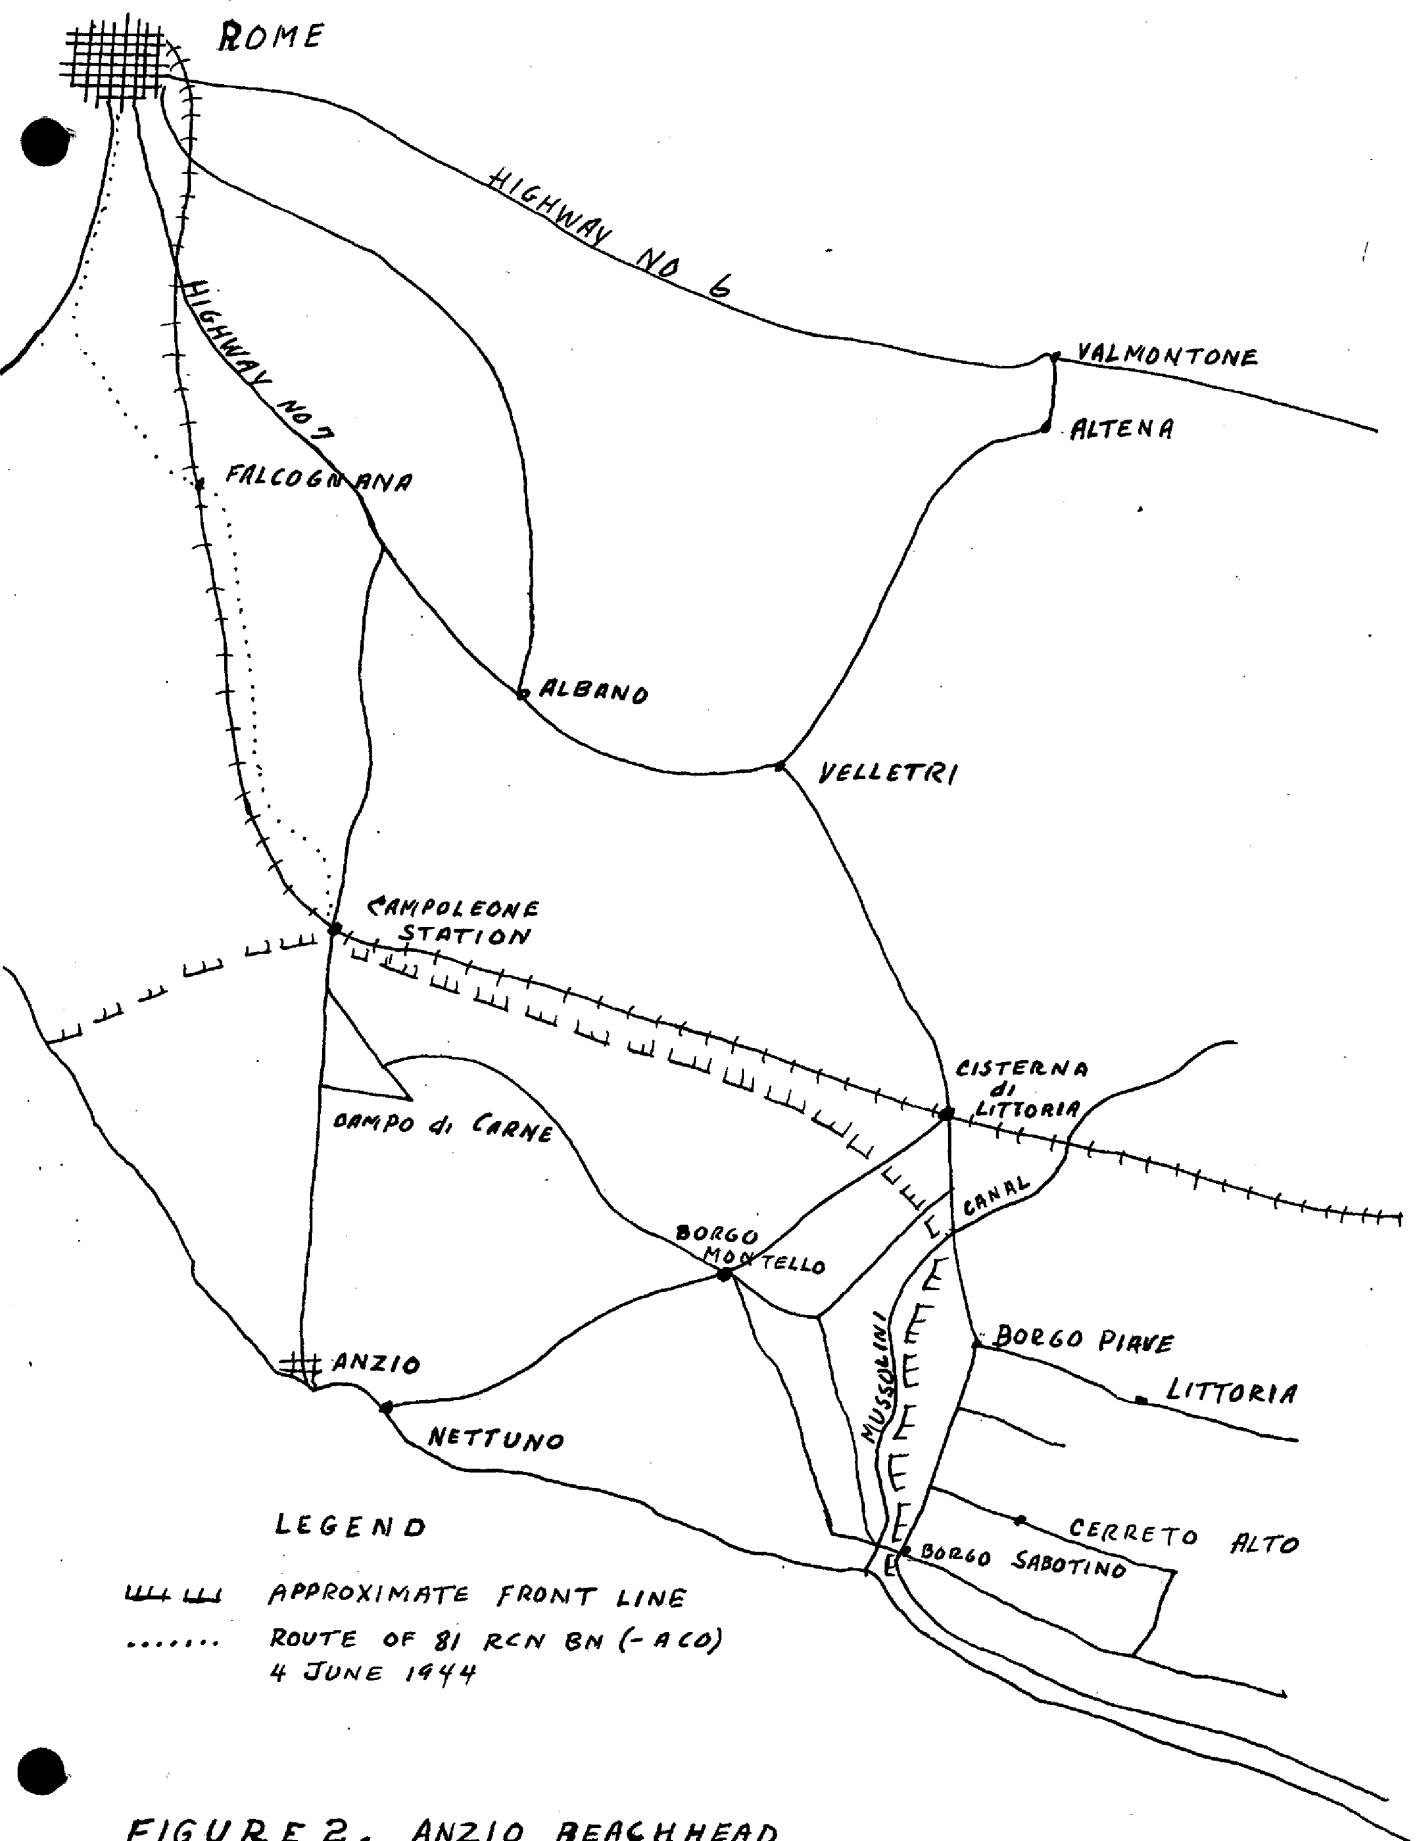 ROME
HIGHWAY NO 6
VALMONTONE
ALTENA
HIGHWAY NO 7
FALCOGNANA
ALBANO
VELLETRI
CAMPOLEONE
STATION
CISTERNA
di
LITTORIA
CAMPO di CARNE
CANAL
BORGO
MONTELLO
MUSSOLINI
BORGO PIAVE
ANZIO
LITTORIA
NETTUNO
CERRETO ALTO
BORGO SABOTINO
LEGEND
APPROXIMATE FRONT LINE
ROUTE OF 81 RCN BN (- A CO)
4 JUNE 1944
FIGURE 2. ANZIO BEACHHEAD